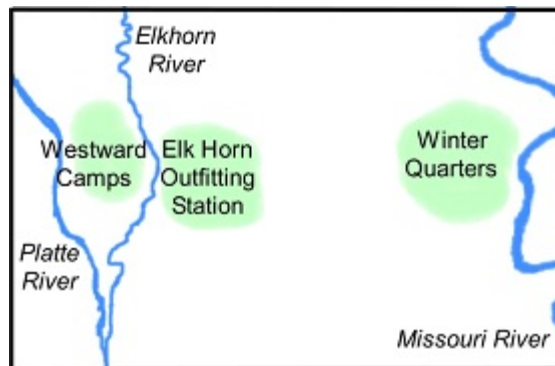 Elkhorn
River
Westward
Camps
Elk Horn
Outfitting
Station
Winter
Quarters
Platte
River
Missouri River